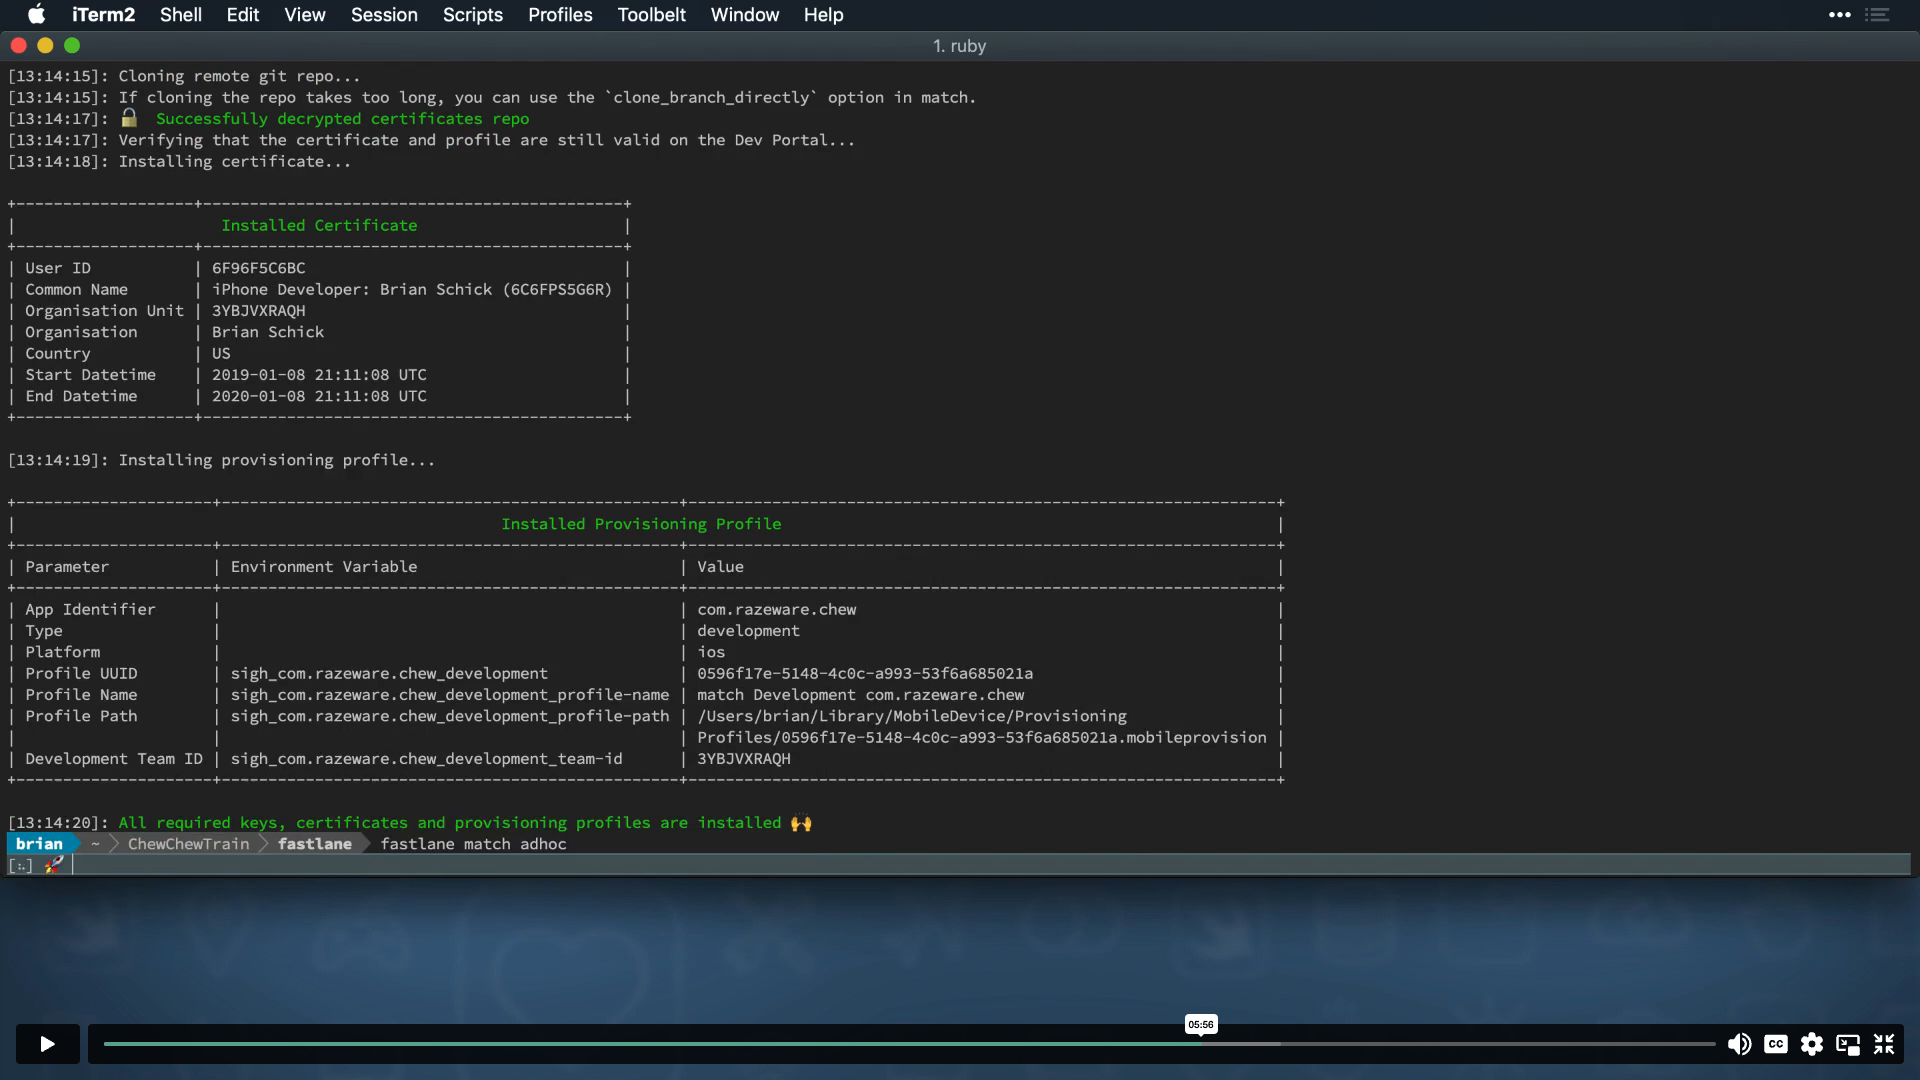 iTerm2 Shell Edit View Session Scripts Profiles Toolbelt Window Help
1. ruby
[13:14:15]: Cloning remote git repo...
[13:14:15]: If cloning the repo takes too long, you can use the `clone_branch_directly` option in match.
[13:14:17]: 🔓 Successfully decrypted certificates repo
[13:14:17]: Verifying that the certificate and profile are still valid on the Dev Portal...
[13:14:18]: Installing certificate...
Installed Certificate
| User ID | 6F96F5C6BC |
| Common Name | iPhone Developer: Brian Schick (6C6FPS5G6R) |
| Organisation Unit | 3YBJVXRAQH |
| Organisation | Brian Schick |
| Country | US |
| Start Datetime | 2019-01-08 21:11:08 UTC |
| End Datetime | 2020-01-08 21:11:08 UTC |
[13:14:19]: Installing provisioning profile...
Installed Provisioning Profile
| Parameter | Environment Variable | Value |
| App Identifier | | com.razeware.chew |
| Type | | development |
| Platform | | ios |
| Profile UUID | sigh_com.razeware.chew_development | 0596f17e-5148-4c0c-a993-53f6a685021a |
| Profile Name | sigh_com.razeware.chew_development_profile-name | match Development com.razeware.chew |
| Profile Path | sigh_com.razeware.chew_development_profile-path | /Users/brian/Library/MobileDevice/Provisioning |
| | | Profiles/0596f17e-5148-4c0c-a993-53f6a685021a.mobileprovision |
| Development Team ID | sigh_com.razeware.chew_development_team-id | 3YBJVXRAQH |
[13:14:20]: All required keys, certificates and provisioning profiles are installed 🙌
brian ~ ChewChewTrain fastlane fastlane match adhoc
[⠢] 🚀
05:56
CC